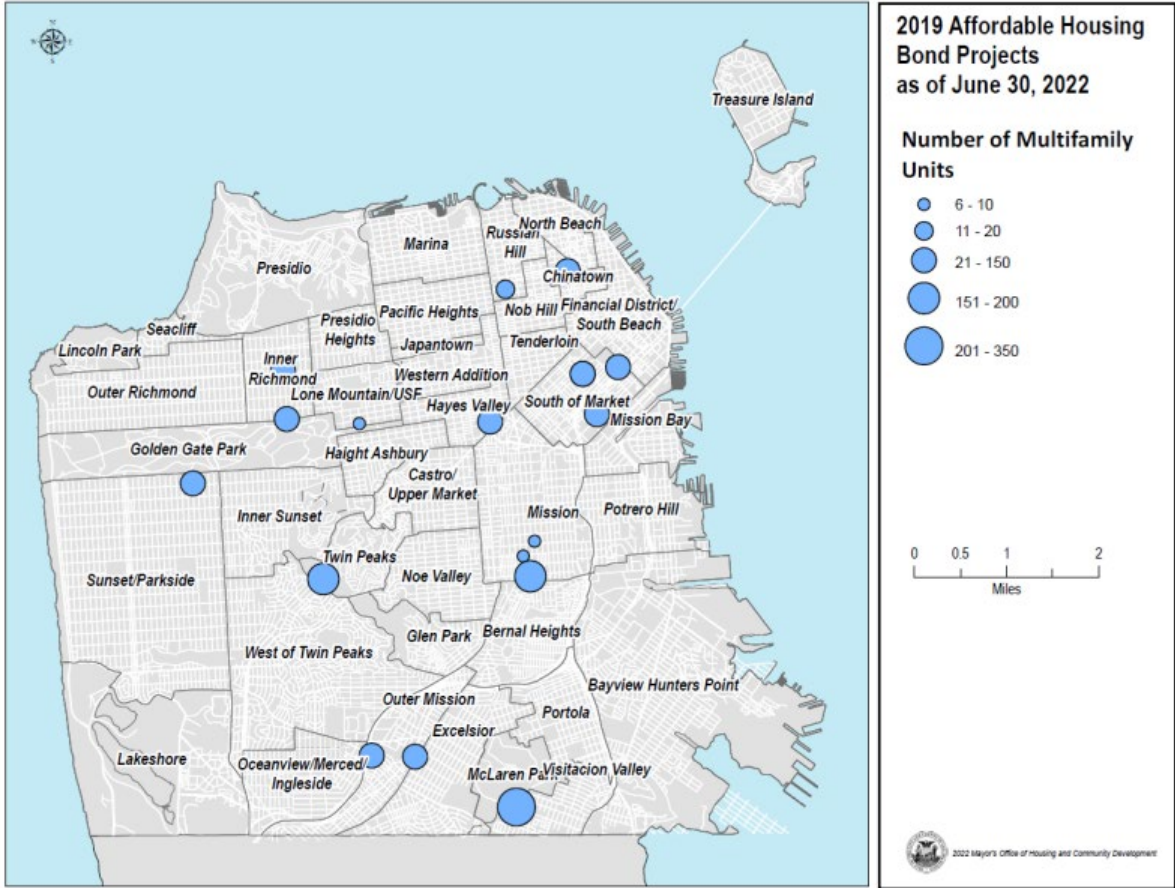 2019 Affordable Housing
Bond Projects
as of June 30, 2022
Number of Multifamily
Units
6 - 10
11 - 20
21 - 150
151 - 200
201 - 350
0 0.5 1 2
Miles
2022 Mayor's Office of Housing and Community Development
N
E
S
Treasure Island
North Beach
Russian
Hill
Marina
Presidio
Chinatown
Nob Hill
Financial District/
South Beach
Pacific Heights
Presidio
Heights
Seacliff
Lincoln Park
Japantown
Tenderloin
Inner
Richmond
Outer Richmond
Lone Mountain/USF
Western Addition
Hayes Valley
South of Market
Mission Bay
Golden Gate Park
Haight Ashbury
Castro/
Upper Market
Inner Sunset
Mission
Potrero Hill
Twin Peaks
Sunset/Parkside
Noe Valley
Glen Park
Bernal Heights
West of Twin Peaks
Bayview Hunters Point
Outer Mission
Portola
Excelsior
Lakeshore
Oceanview/Merced/
Ingleside
McLaren Park
Visitacion Valley